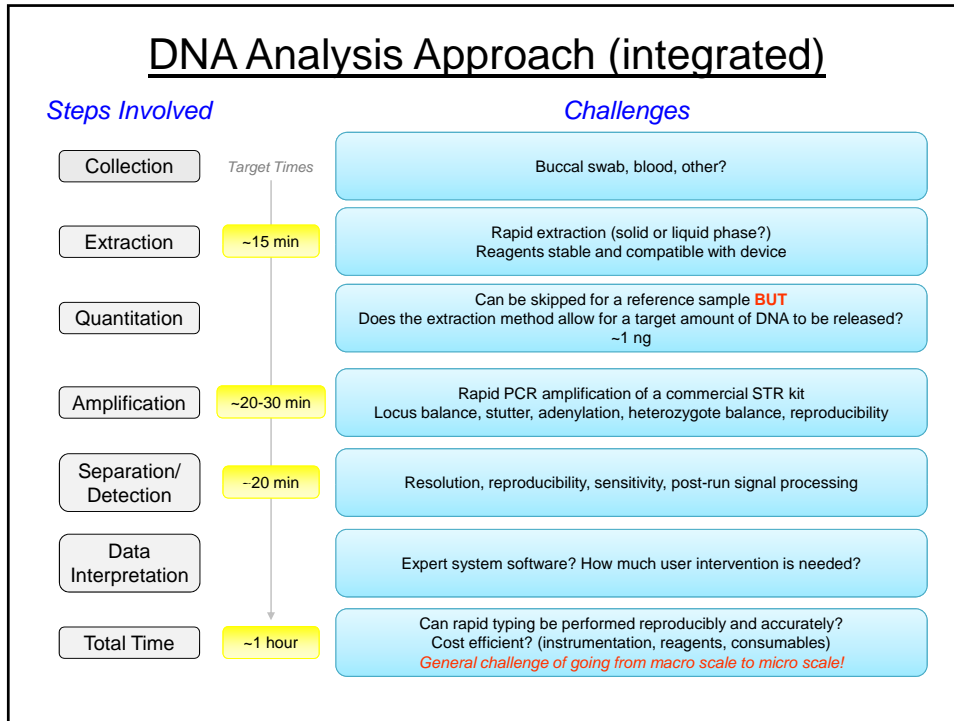 DNA Analysis Approach (integrated)
Steps Involved
Challenges
Collection
Target Times
Buccal swab, blood, other?
Extraction
~15 min
Rapid extraction (solid or liquid phase?)
Reagents stable and compatible with device
Quantitation
Can be skipped for a reference sample BUT
Does the extraction method allow for a target amount of DNA to be released?
~1 ng
Amplification
~20-30 min
Rapid PCR amplification of a commercial STR kit
Locus balance, stutter, adenylation, heterozygote balance, reproducibility
Separation/
Detection
~20 min
Resolution, reproducibility, sensitivity, post-run signal processing
Data
Interpretation
Expert system software? How much user intervention is needed?
Total Time
~1 hour
Can rapid typing be performed reproducibly and accurately?
Cost efficient? (instrumentation, reagents, consumables)
General challenge of going from macro scale to micro scale!